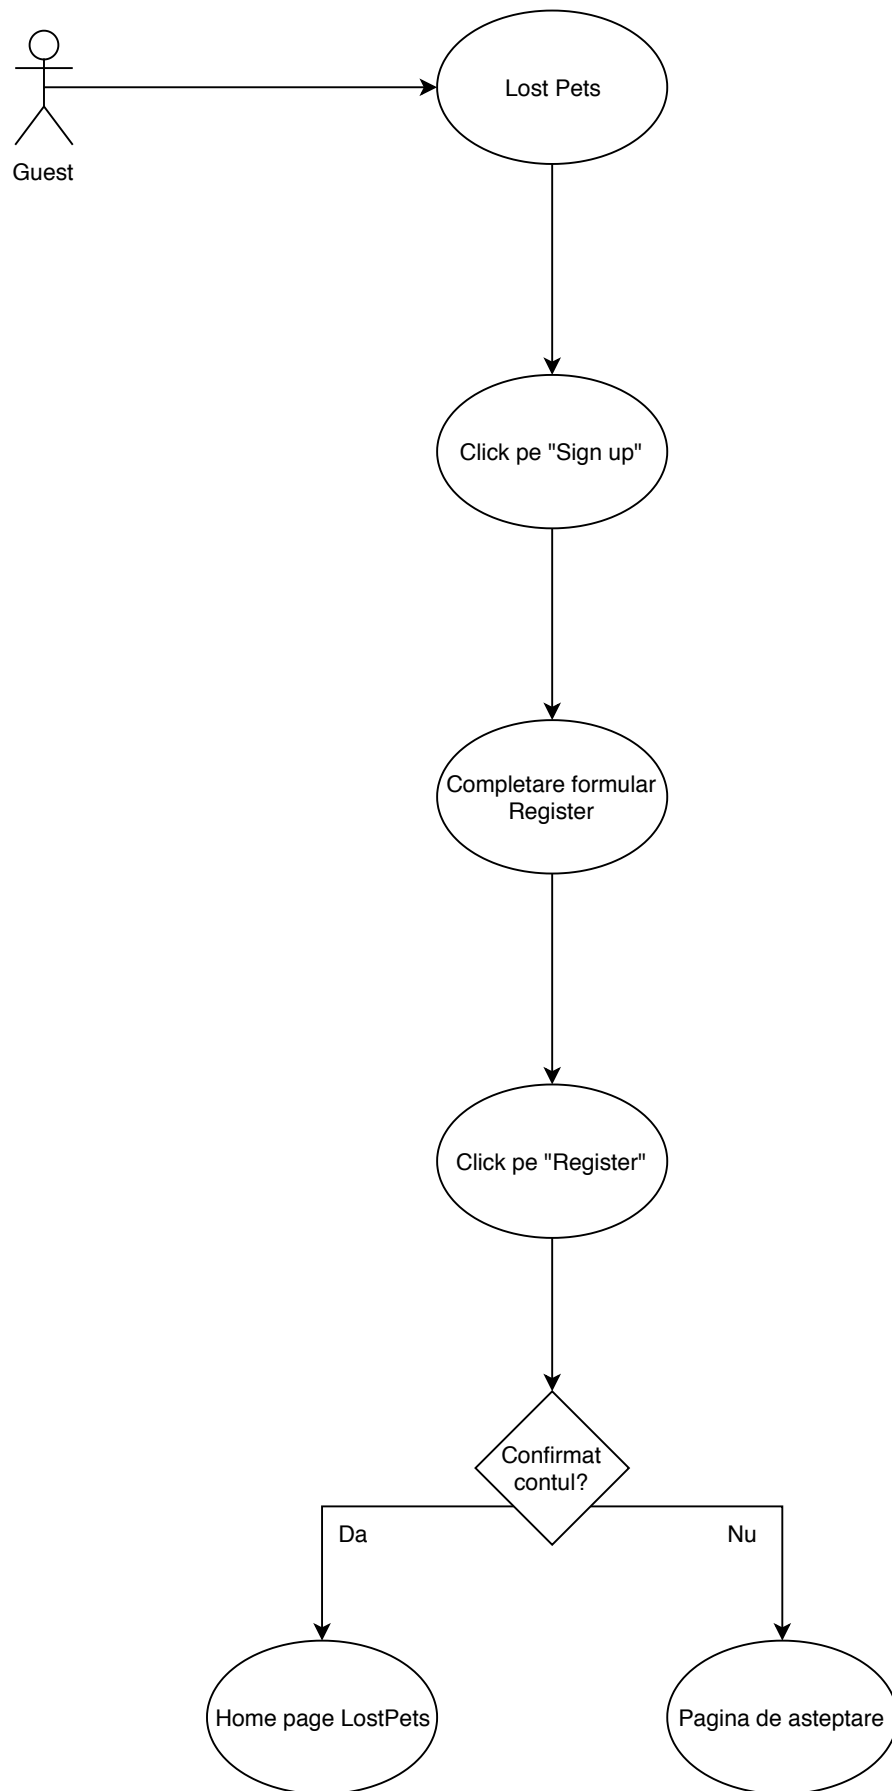 Lost Pets
Guest
Click pe "Sign up"
Completare formular
Register
Click pe "Register"
Confirmat
contul?
Da
Nu
Home page LostPets
Pagina de asteptare